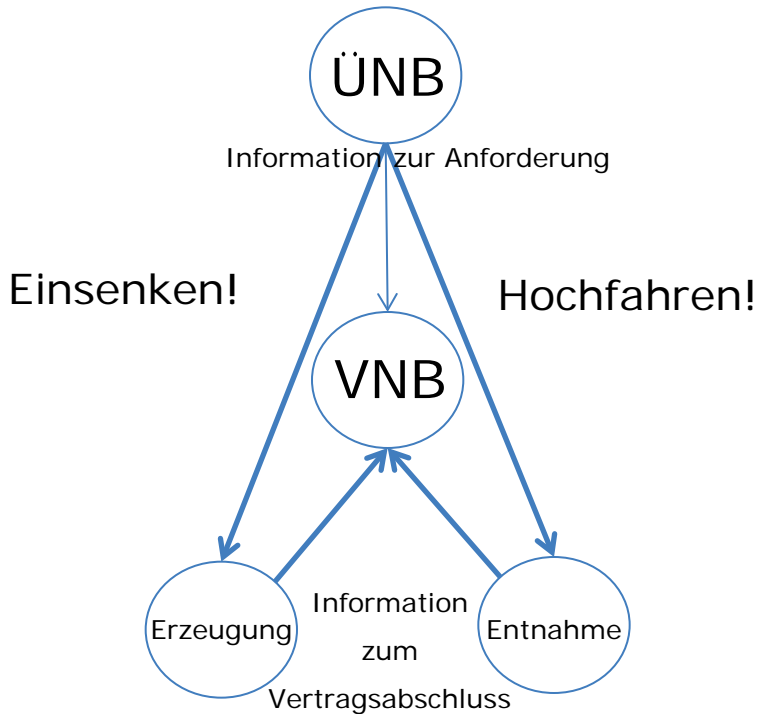 ÜNB
Information zur Anforderung
Einsenken!
Hochfahren!
VNB
Erzeugung
Information
zum
Vertragsabschluss
Entnahme